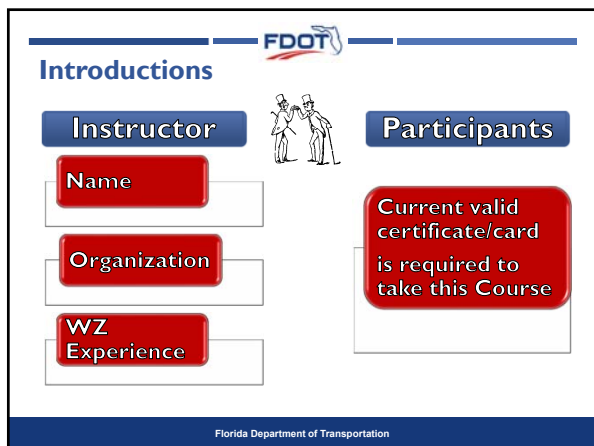 FDOT
Introductions
Instructor
Name
Organization
WZ
Experience
Participants
Current valid
certificate/card
is required to
take this Course
Florida Department of Transportation